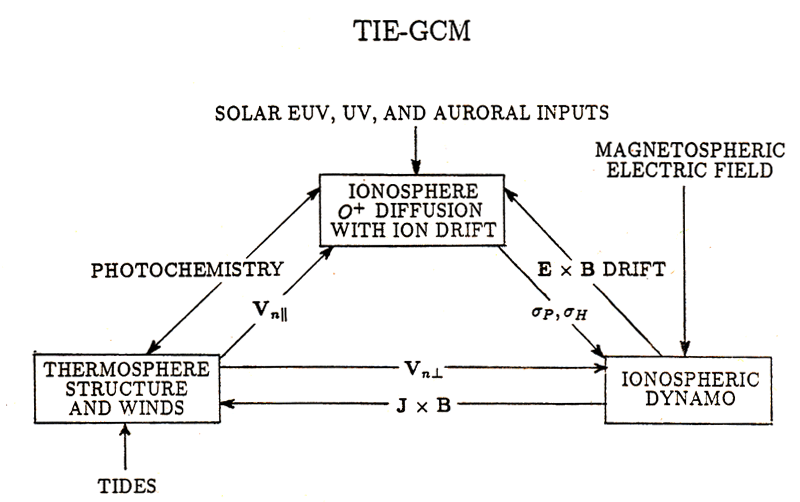 TIE-GCM
SOLAR EUV, UV, AND AURORAL INPUTS
MAGNETOSPHERIC
ELECTRIC FIELD
IONOSPHERE
O⁺ DIFFUSION
WITH ION DRIFT
PHOTOCHEMISTRY
E × B DRIFT
Vₙ∥
σP, σH
THERMOSPHERE
STRUCTURE
AND WINDS
Vₙ⊥
J × B
IONOSPHERIC
DYNAMO
TIDES